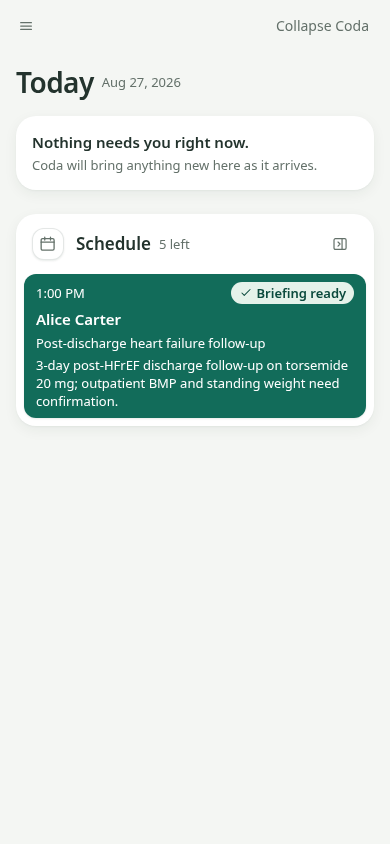 Collapse Coda
Today Aug 27, 2026
Nothing needs you right now.
Coda will bring anything new here as it arrives.
Schedule 5 left
1:00 PM Briefing ready
Alice Carter
Post-discharge heart failure follow-up
3-day post-HFrEF discharge follow-up on torsemide
20 mg; outpatient BMP and standing weight need
confirmation.